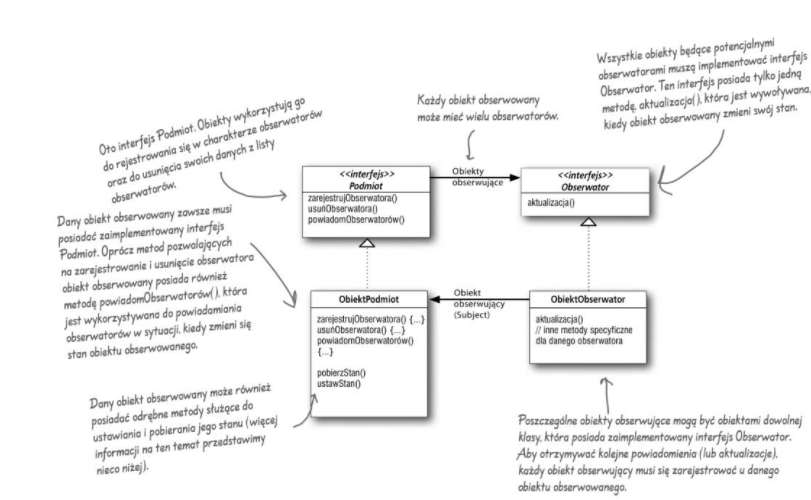 Wszystkie obiekty będące potencjalnymi
obserwatorami muszą implementować interfejs
Obserwator. Ten interfejs posiada tylko jedną
metodę, aktualizacja(), która jest wywoływana,
kiedy obiekt obserwowany zmieni swój stan.
Każdy obiekt obserwowany
może mieć wielu obserwatorów.
Oto interfejs Podmiot. Obiekty wykorzystują go
do rejestrowania się w charakterze obserwatorów
oraz do usunięcia swoich danych z listy
obserwatorów.
<<interfejs>>
Podmiot
zarejestrujObserwatora()
usuńObserwatora()
powiadomObserwatorów()
Obiekty
obserwujące
<<interfejs>>
Obserwator
aktualizacja()
Dany obiekt obserwowany zawsze musi
posiadać zaimplementowany interfejs
Podmiot. Oprócz metod pozwalających
na zarejestrowanie i usunięcie obserwatora
obiekt obserwowany posiada również
metodę powiadomObserwatorów(), która
jest wykorzystywana do powiadamiania
obserwatorów w sytuacji, kiedy zmieni się
stan obiektu obserwowanego.
ObiektPodmiot
zarejestrujObserwatora() {...}
usuńObserwatora() {...}
powiadomObserwatorów()
{...}
pobierzStan()
ustawStan()
Obiekt
obserwujący
(Subject)
ObiektObserwator
aktualizacja()
// inne metody specyficzne
dla danego obserwatora
Dany obiekt obserwowany może również
posiadać odrębne metody służące do
ustawiania i pobierania jego stanu (więcej
informacji na ten temat przedstawimy
nieco niżej).
Poszczególne obiekty obserwujące mogą być obiektami dowolnej
klasy, która posiada zaimplementowany interfejs Obserwator.
Aby otrzymywać kolejne powiadomienia (lub aktualizacje),
każdy obiekt obserwujący musi się zarejestrować u danego
obiektu obserwowanego.